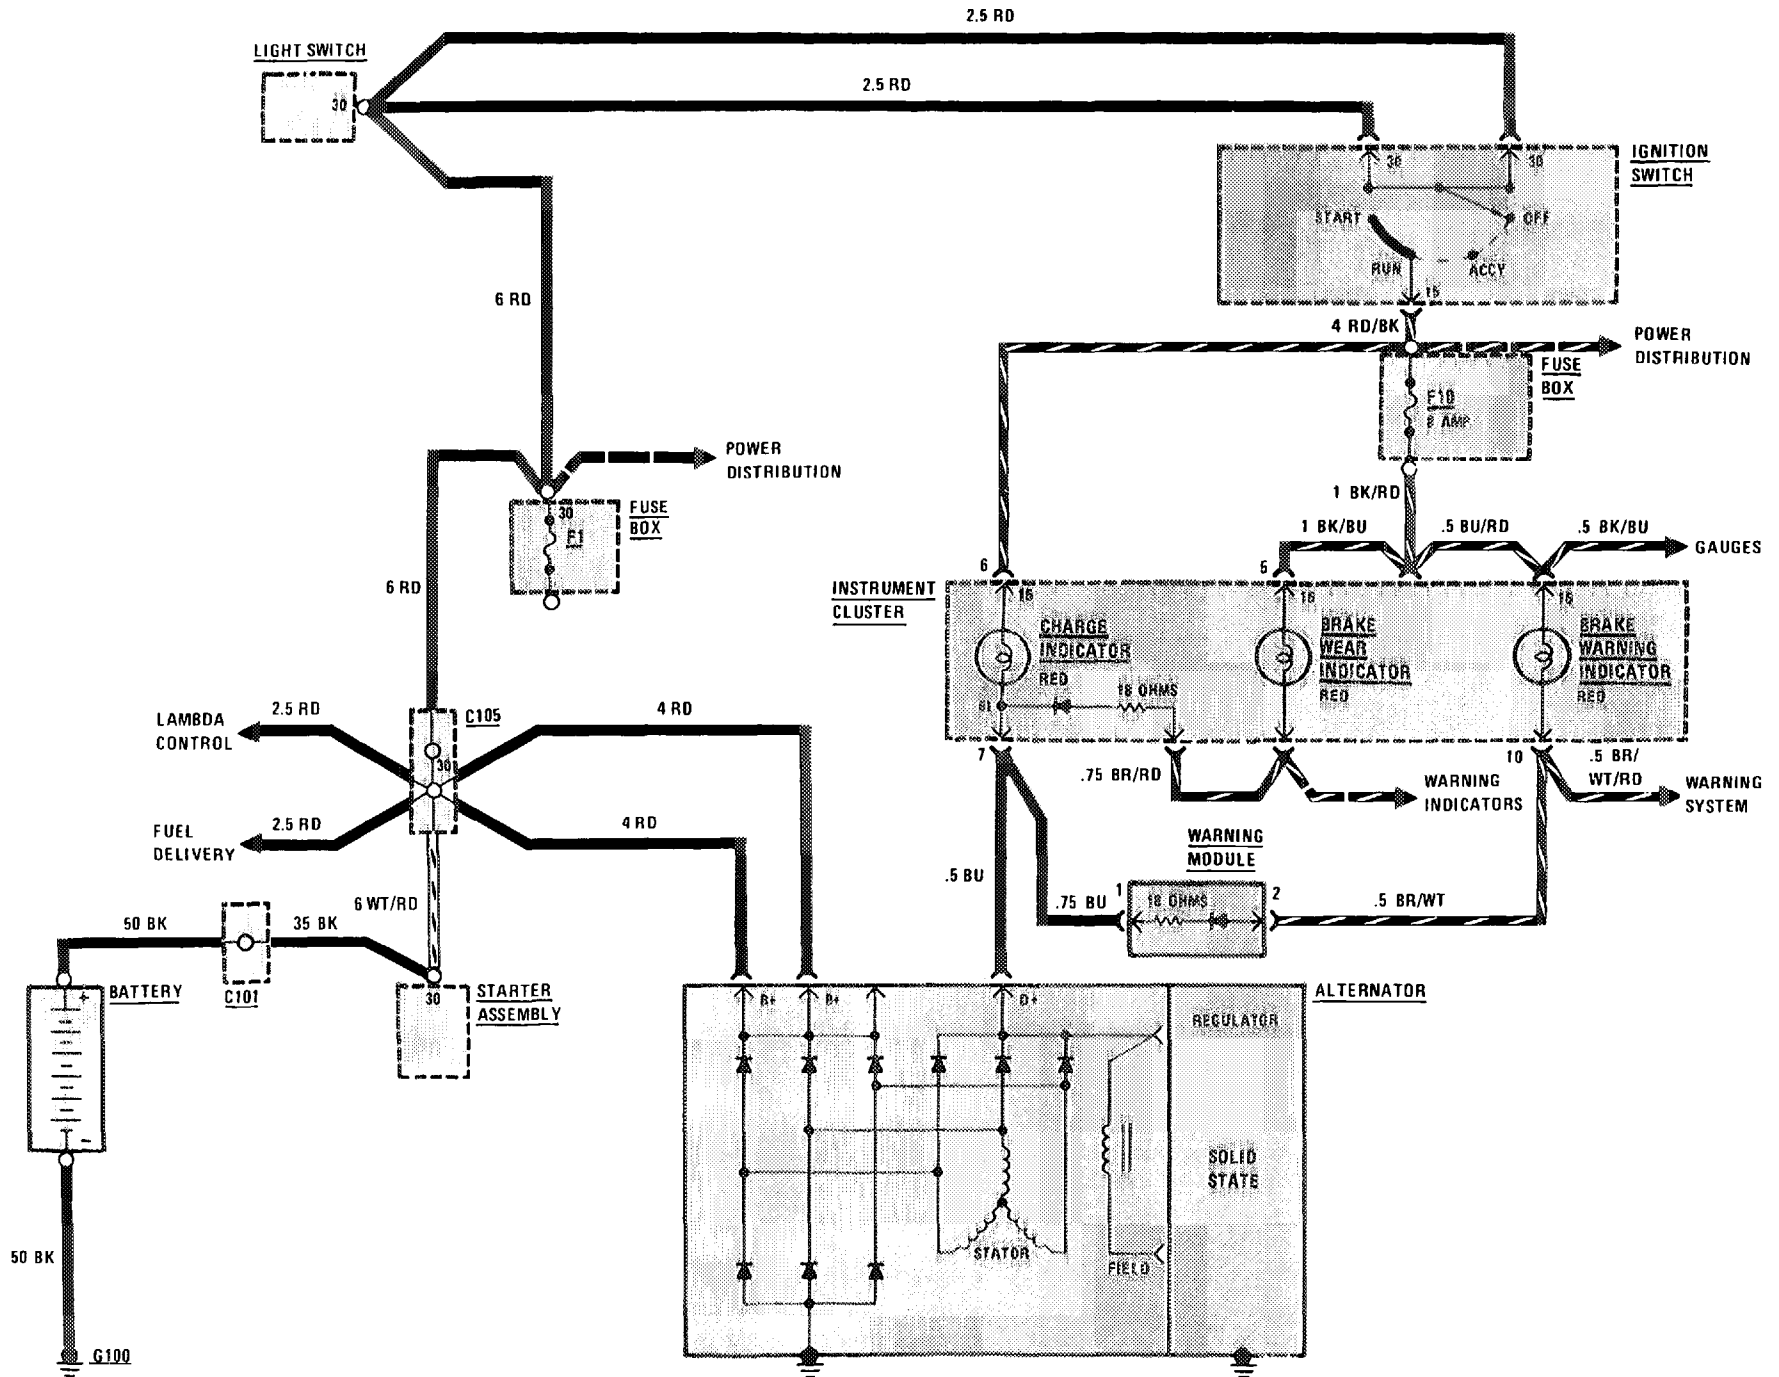 2.5 RD
LIGHT SWITCH
30
2.5 RD
IGNITION
SWITCH
30
30
START
OFF
RUN
ACCY
15
6 RD
4 RD/BK
POWER
DISTRIBUTION
FUSE
BOX
F10
8 AMP
POWER
DISTRIBUTION
1 BK/RD
30
FUSE
BOX
F1
1 BK/BU
.5 BU/RD
.5 BK/BU
GAUGES
6
5
6 RD
INSTRUMENT
CLUSTER
15
CHARGE
INDICATOR
RED
61
18 OHMS
BRAKE
WEAR
INDICATOR
RED
BRAKE
WARNING
INDICATOR
RED
LAMBDA
CONTROL
2.5 RD
C105
30
4 RD
7
.75 BR/RD
10
.5 BR/
WT/RD
WARNING
INDICATORS
WARNING
SYSTEM
FUEL
DELIVERY
2.5 RD
4 RD
WARNING
MODULE
.5 BU
1
18 OHMS
2
.75 BU
.5 BR/WT
6 WT/RD
50 BK
35 BK
C101
BATTERY
+
-
30
STARTER
ASSEMBLY
B+
B+
D+
ALTERNATOR
REGULATOR
SOLID
STATE
STATOR
FIELD
50 BK
G100